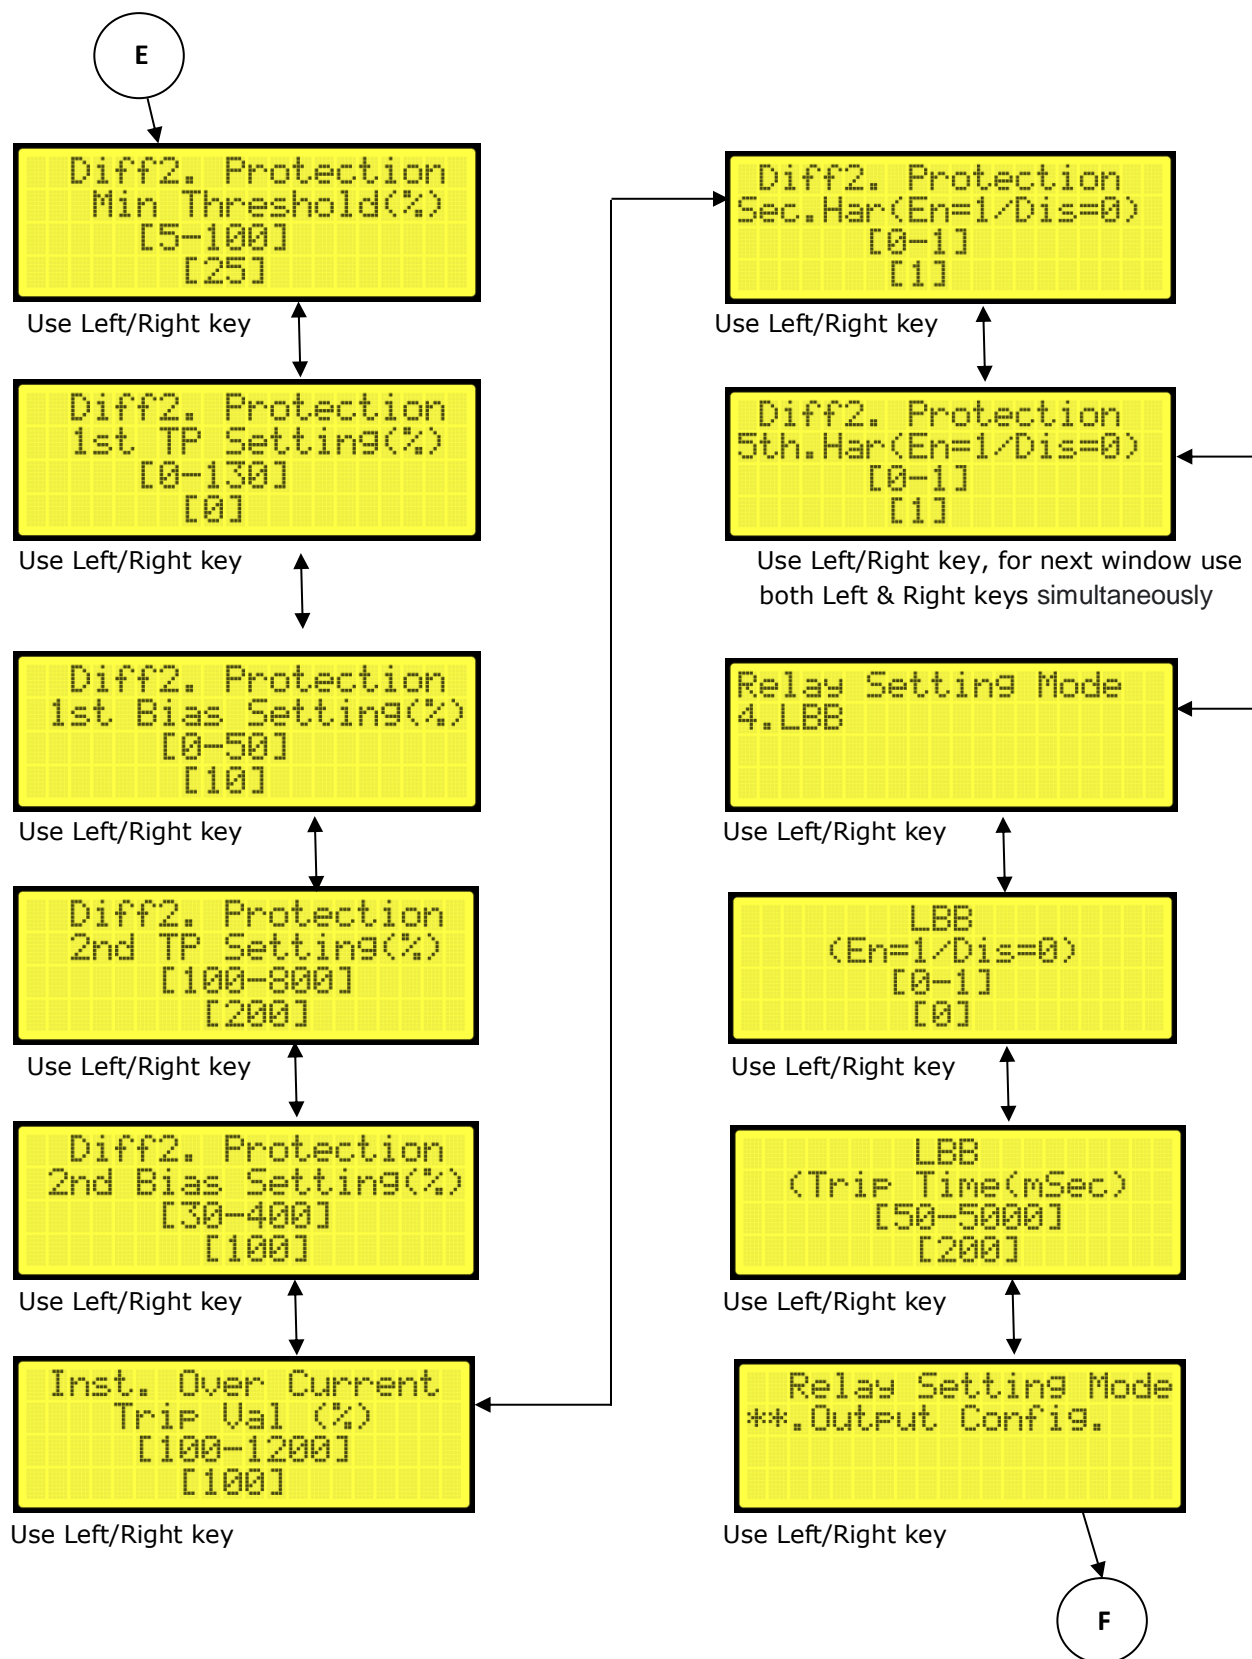 E
Diff2. Protection
Min Threshold(%)
[5-100]
[25]
Use Left/Right key
Diff2. Protection
1st TP Setting(%)
[0-130]
[0]
Use Left/Right key
Diff2. Protection
1st Bias Setting(%)
[0-50]
[10]
Use Left/Right key
Diff2. Protection
2nd TP Setting(%)
[100-800]
[200]
Use Left/Right key
Diff2. Protection
2nd Bias Setting(%)
[30-400]
[100]
Use Left/Right key
Inst. Over Current
Trip Val (%)
[100-1200]
[100]
Use Left/Right key
Diff2. Protection
Sec.Har(En=1/Dis=0)
[0-1]
[1]
Use Left/Right key
Diff2. Protection
5th.Har(En=1/Dis=0)
[0-1]
[1]
Use Left/Right key, for next window use
both Left & Right keys simultaneously
Relay Setting Mode
4.LBB
Use Left/Right key
LBB
(En=1/Dis=0)
[0-1]
[0]
Use Left/Right key
LBB
(Trip Time(mSec)
[50-5000]
[200]
Use Left/Right key
Relay Setting Mode
**.Output Config.
Use Left/Right key
F